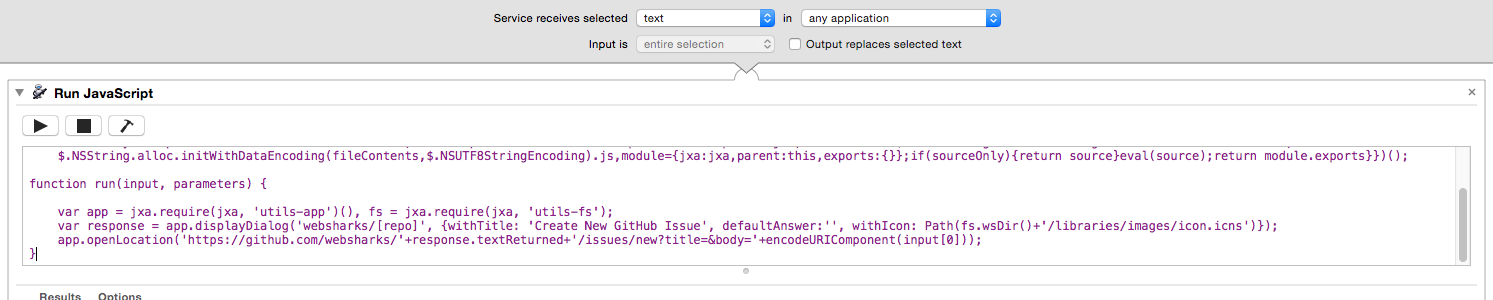 Service receives selected text in any application
Input is entire selection Output replaces selected text
Run JavaScript
$.NSString.alloc.initWithDataEncoding(fileContents,$.NSUTF8StringEncoding).js,module={jxa:jxa,parent:this,exports:{}};if(sourceOnly){return source}eval(source);return module.exports}})();
function run(input, parameters) {
var app = jxa.require(jxa, 'utils-app')(), fs = jxa.require(jxa, 'utils-fs');
var response = app.displayDialog('websharks/[repo]', {withTitle: 'Create New GitHub Issue', defaultAnswer:'', withIcon: Path(fs.wsDir()+'/libraries/images/icon.icns')});
app.openLocation('https://github.com/websharks/'+response.textReturned+'/issues/new?title=&body='+encodeURIComponent(input[0]));
}
Results Options